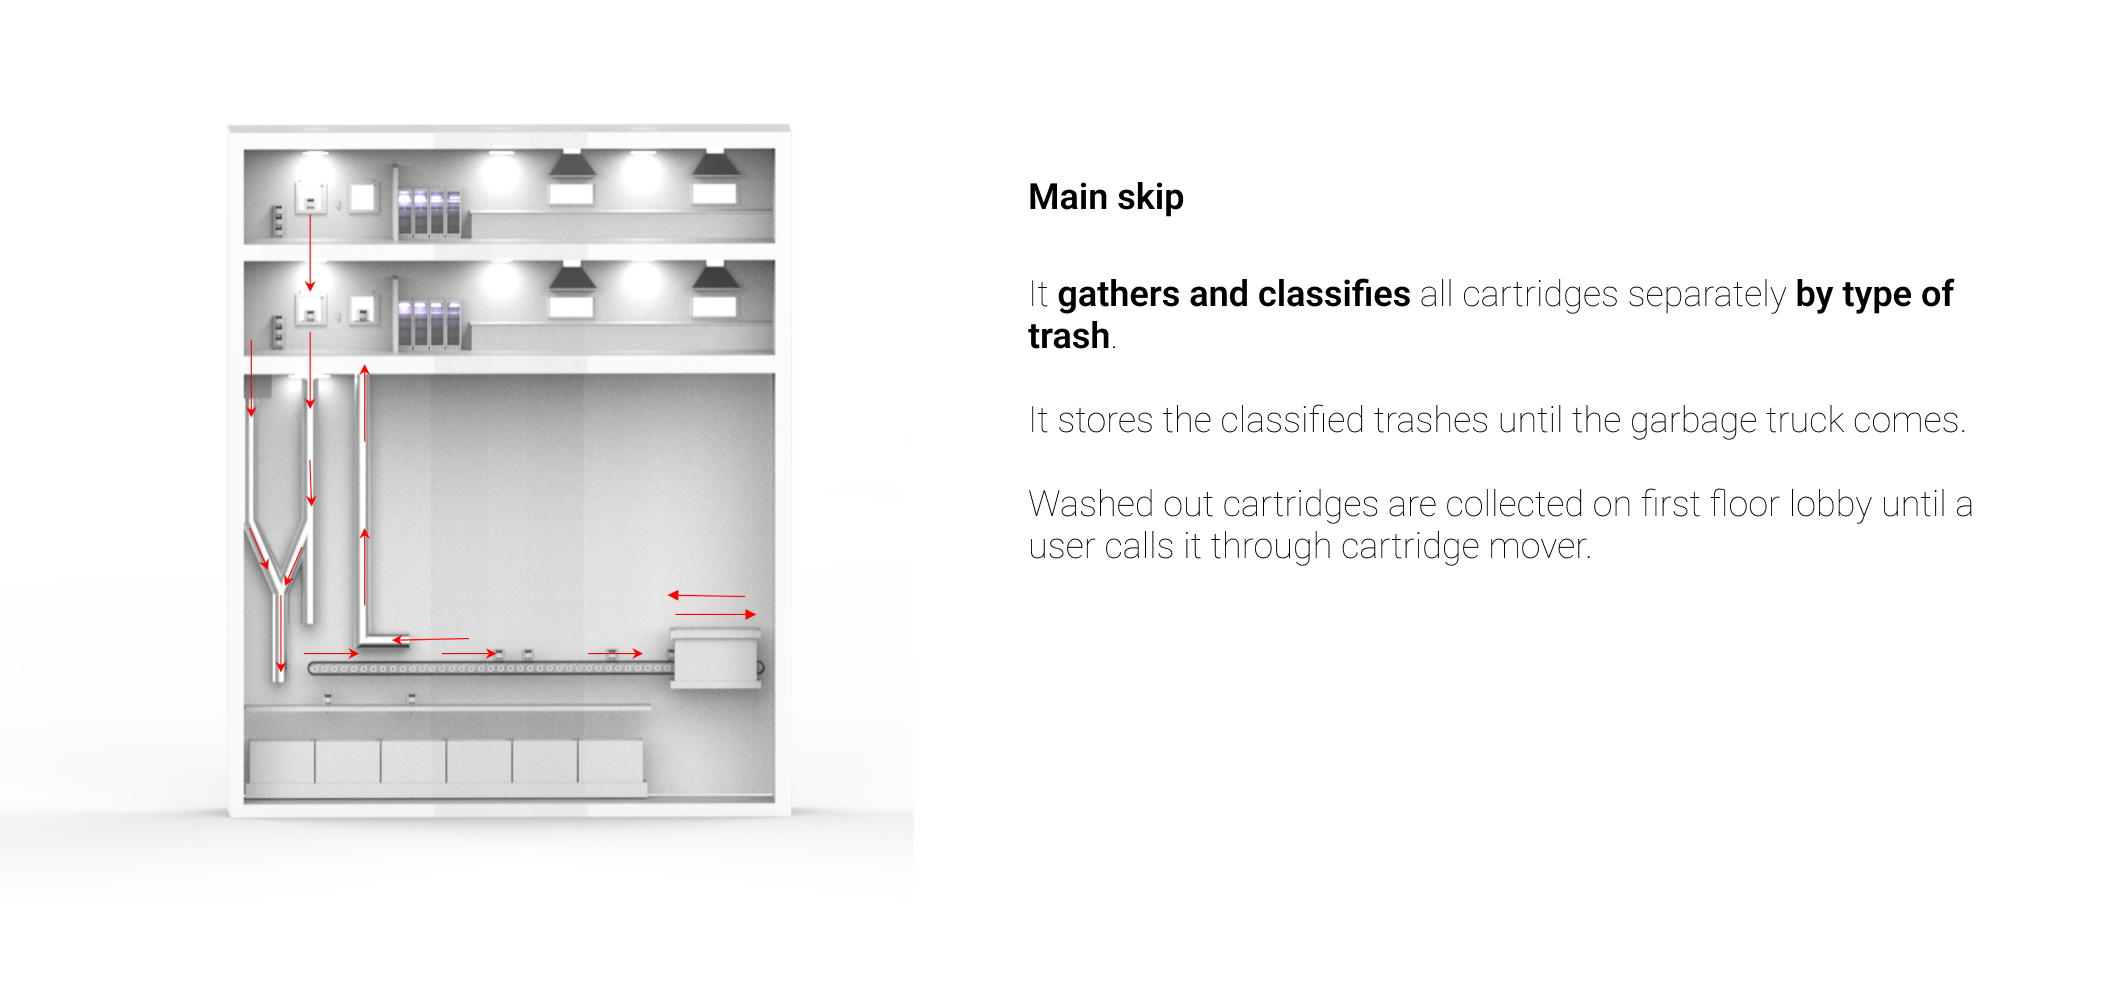 Main skip
It gathers and classifies all cartridges separately by type of
trash.
It stores the classified trashes until the garbage truck comes.
Washed out cartridges are collected on first floor lobby until a
user calls it through cartridge mover.